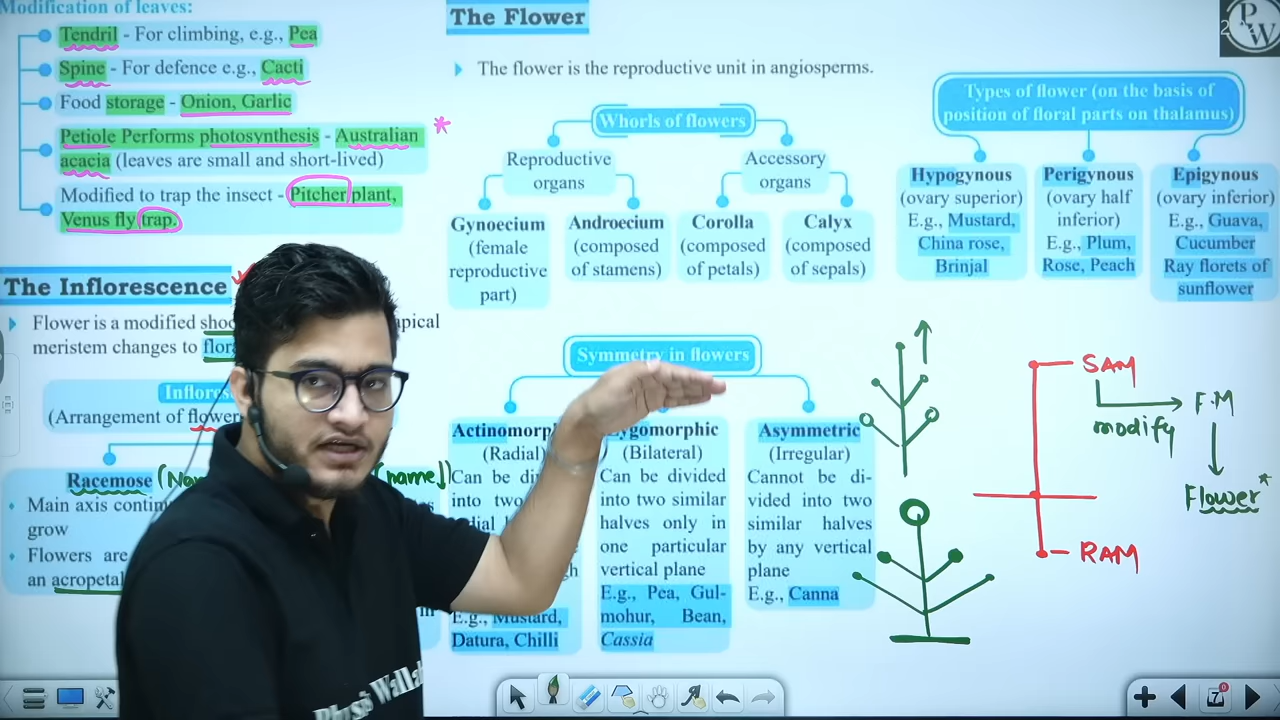 Modification of leaves:
Tendril - For climbing, e.g., Pea
Spine - For defence e.g., Cacti
Food storage - Onion, Garlic
Petiole Performs photosynthesis - Australian
acacia (leaves are small and short-lived)
Modified to trap the insect - Pitcher plant,
Venus fly trap.
The Inflorescence
Flower is a modified
apical
meristem changes to
(Arrangement of
Racemose
Main axis
grow
Flowers are
an
(name)
The Flower
The flower is the reproductive unit in angiosperms.
Whorls of flowers
Reproductive
organs
Accessory
organs
Gynoecium
(female
reproductive
part)
Androecium
(composed
of stamens)
Corolla
(composed
of petals)
Calyx
(composed
of sepals)
Types of flower (on the basis of
position of floral parts on thalamus)
Hypogynous
(ovary superior)
E.g., Mustard,
China rose,
Brinjal
Perigynous
(ovary half
inferior)
E.g., Plum,
Rose, Peach
Epigynous
(ovary inferior)
E.g., Guava,
Cucumber
Ray florets of
sunflower
Symmetry in flowers
(Radial)
Can be
into two
E.g., Mustard,
Datura, Chilli
(Bilateral)
Can be divided
into two similar
halves only in
one particular
vertical plane
E.g., Pea, Gul-
mohur, Bean,
Cassia
Asymmetric
(Irregular)
Cannot be di-
vided into two
similar halves
by any vertical
plane
E.g., Canna
SAM
modify
F.M
Flower*
RAM
PW
7